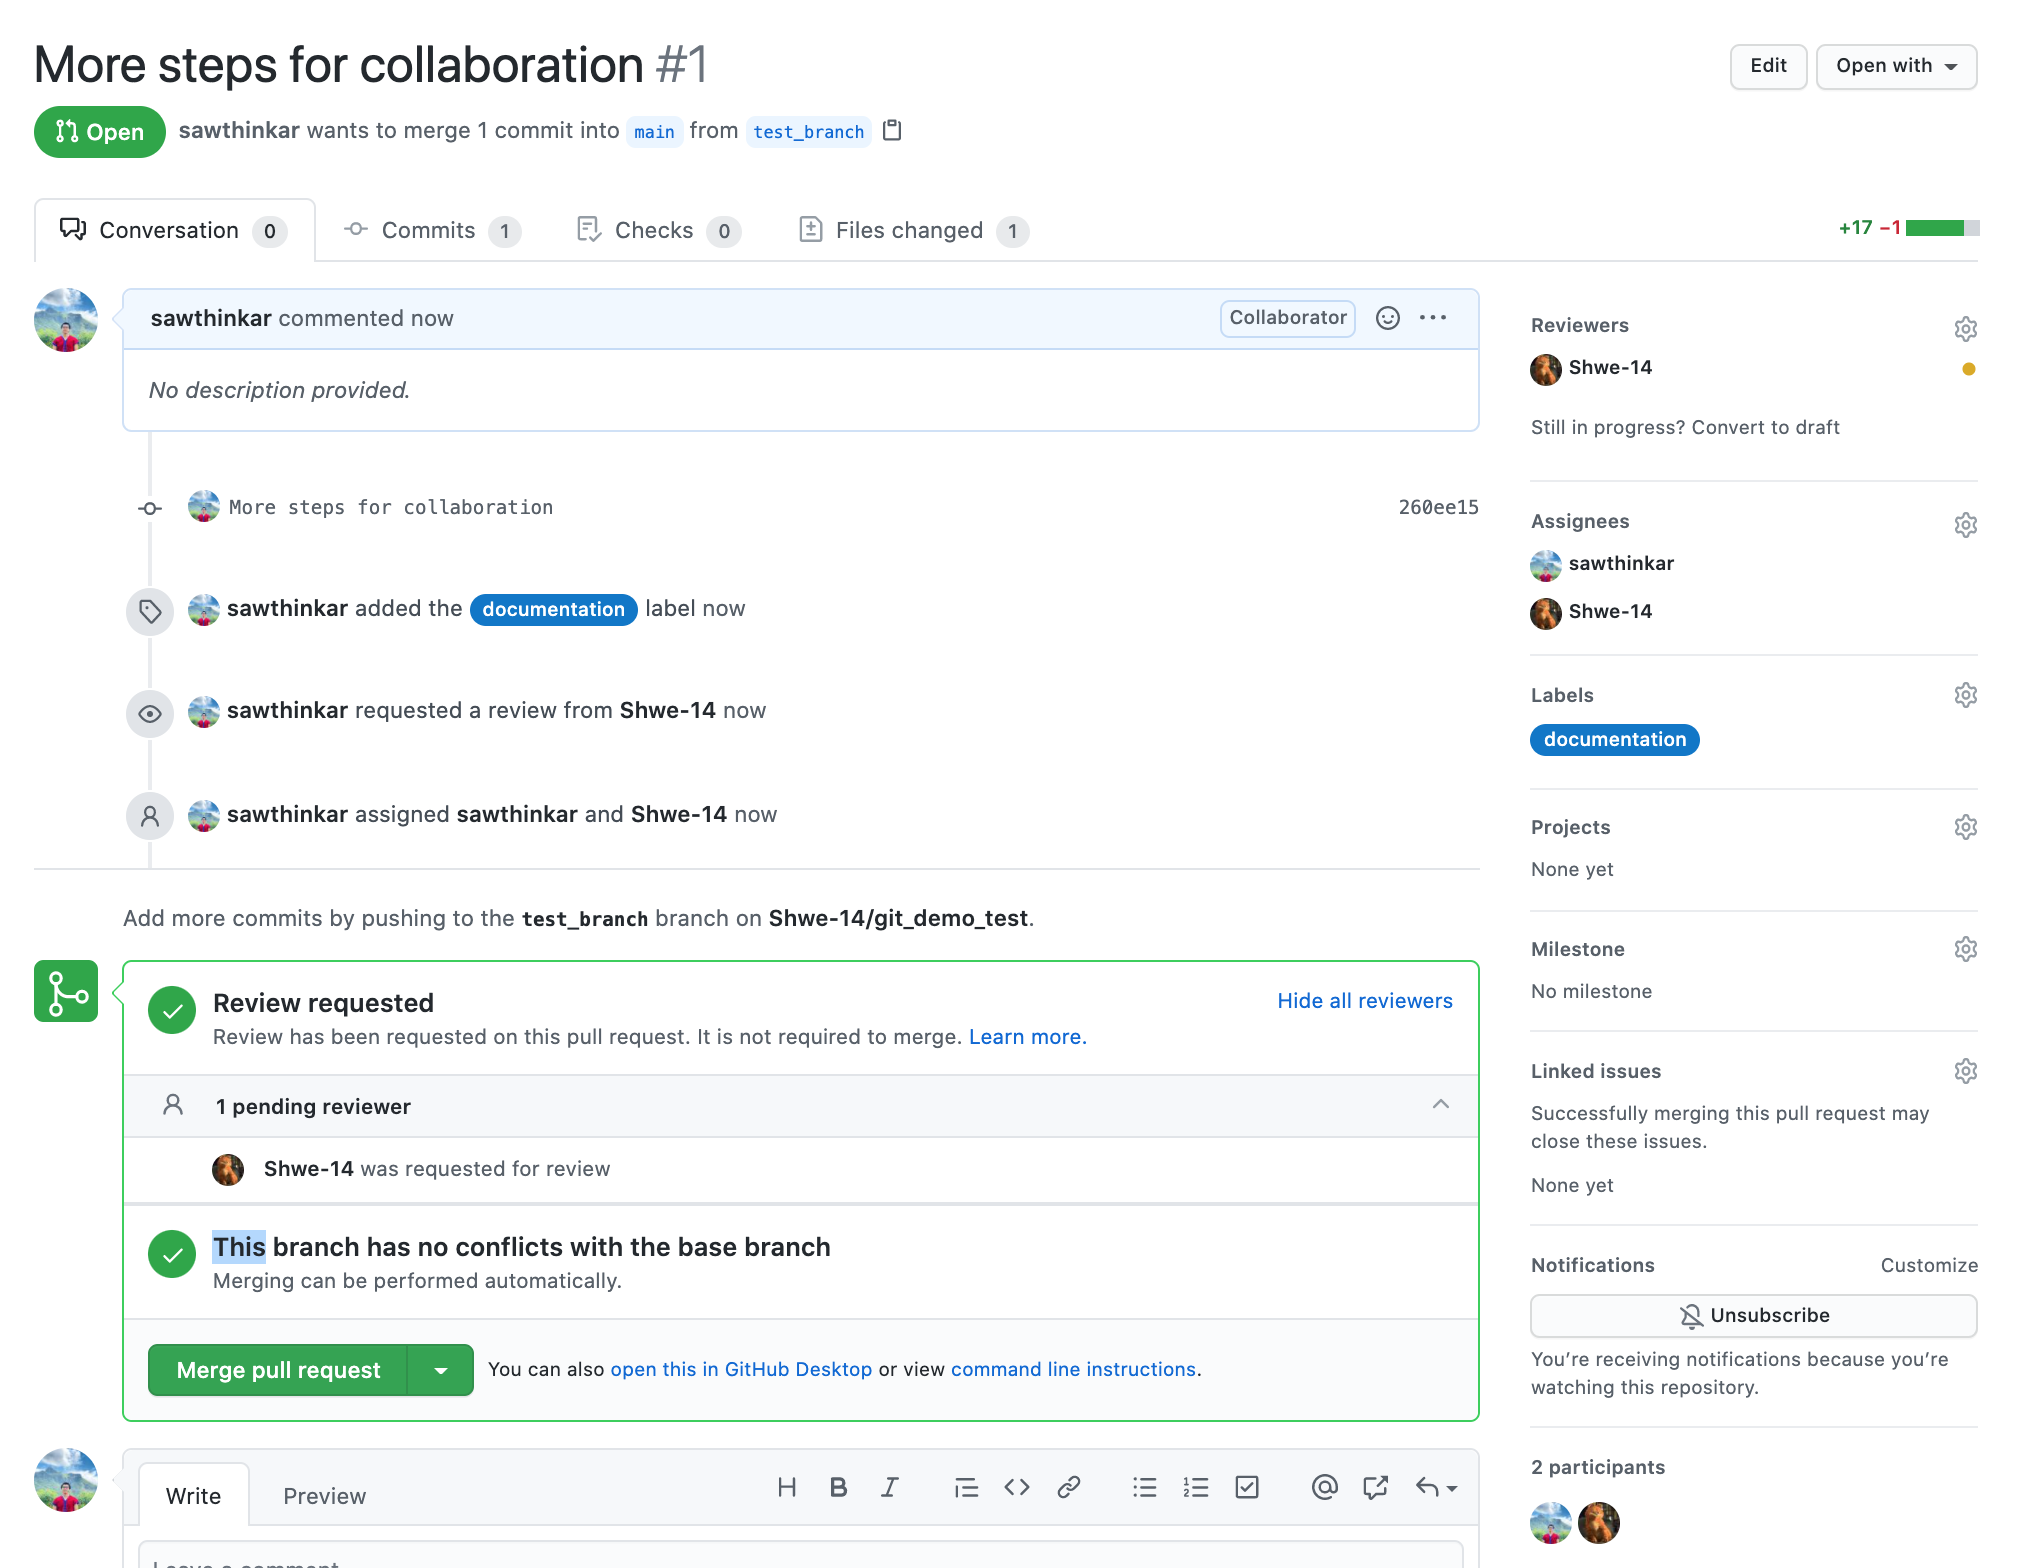 More steps for collaboration #1
Edit
Open with
Open
sawthinkar wants to merge 1 commit into main from test_branch
Conversation 0
Commits 1
Checks 0
Files changed 1
+17 −1
sawthinkar commented now
Collaborator
No description provided.
More steps for collaboration
260ee15
sawthinkar added the documentation label now
sawthinkar requested a review from Shwe-14 now
sawthinkar assigned sawthinkar and Shwe-14 now
Add more commits by pushing to the test_branch branch on Shwe-14/git_demo_test.
Review requested
Hide all reviewers
Review has been requested on this pull request. It is not required to merge. Learn more.
1 pending reviewer
Shwe-14 was requested for review
This branch has no conflicts with the base branch
Merging can be performed automatically.
Merge pull request
You can also open this in GitHub Desktop or view command line instructions.
Write
Preview
Leave a comment
Reviewers
Shwe-14
Still in progress? Convert to draft
Assignees
sawthinkar
Shwe-14
Labels
documentation
Projects
None yet
Milestone
No milestone
Linked issues
Successfully merging this pull request may
close these issues.
None yet
Notifications
Customize
Unsubscribe
You’re receiving notifications because you’re
watching this repository.
2 participants